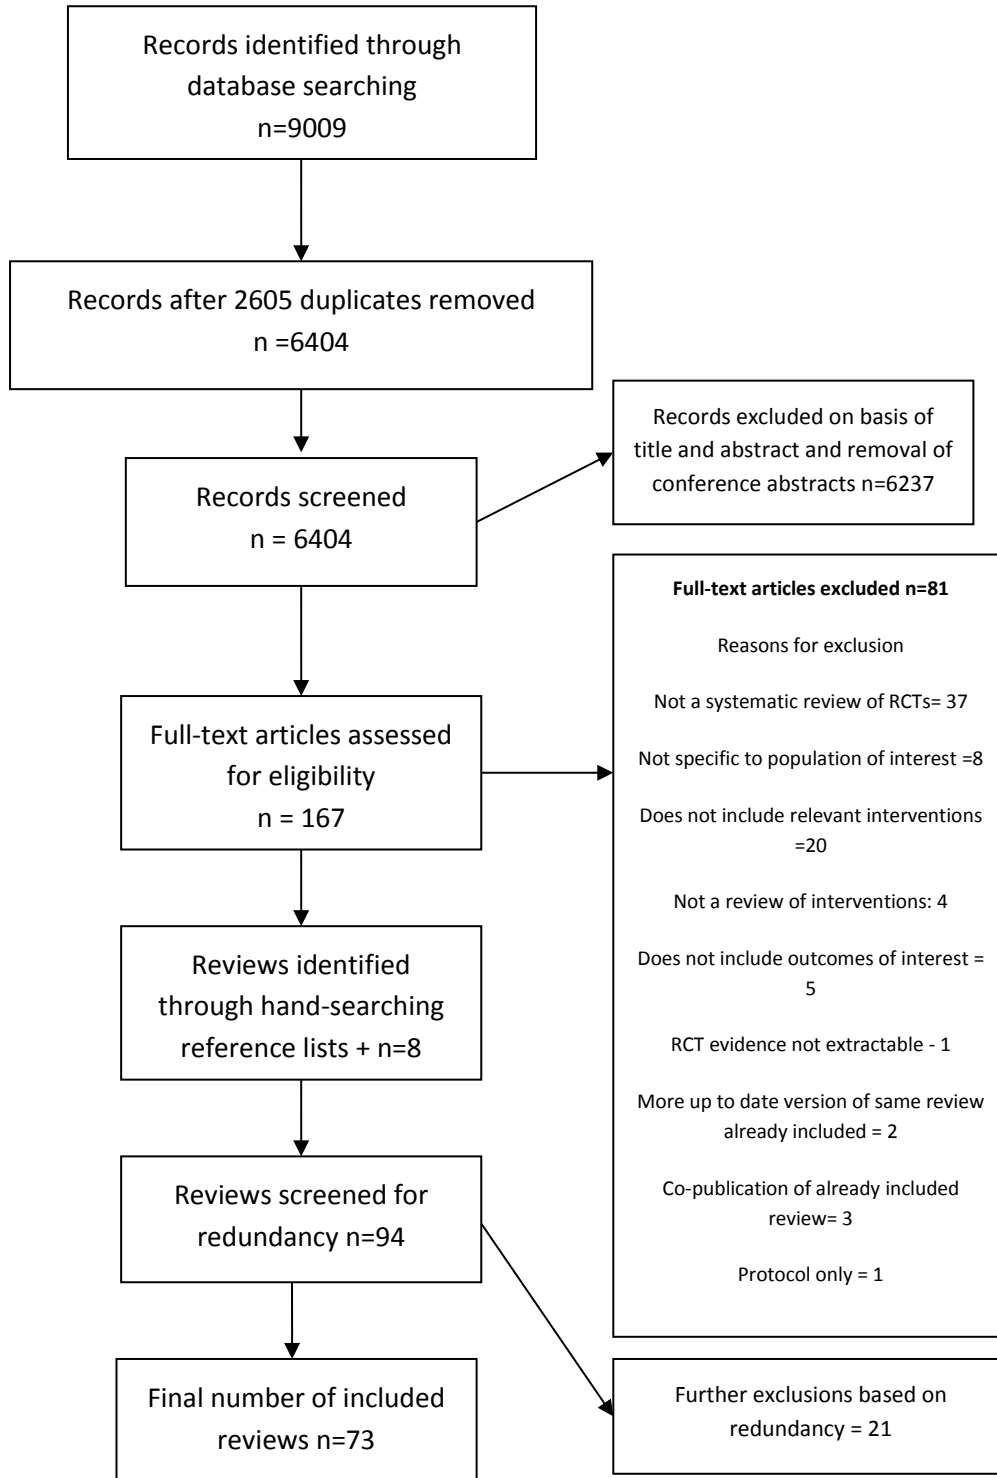 Records identified through
database searching
n=9009
Records after 2605 duplicates removed
n =6404
Records excluded on basis of
title and abstract and removal of
conference abstracts n=6237
Records screened
n = 6404
Full-text articles excluded n=81
Reasons for exclusion
Not a systematic review of RCTs= 37
Not specific to population of interest =8
Does not include relevant interventions
=20
Not a review of interventions: 4
Does not include outcomes of interest =
5
RCT evidence not extractable - 1
More up to date version of same review
already included = 2
Co-publication of already included
review= 3
Protocol only = 1
Full-text articles assessed
for eligibility
n = 167
Reviews identified
through hand-searching
reference lists + n=8
Reviews screened for
redundancy n=94
Further exclusions based on
redundancy = 21
Final number of included
reviews n=73